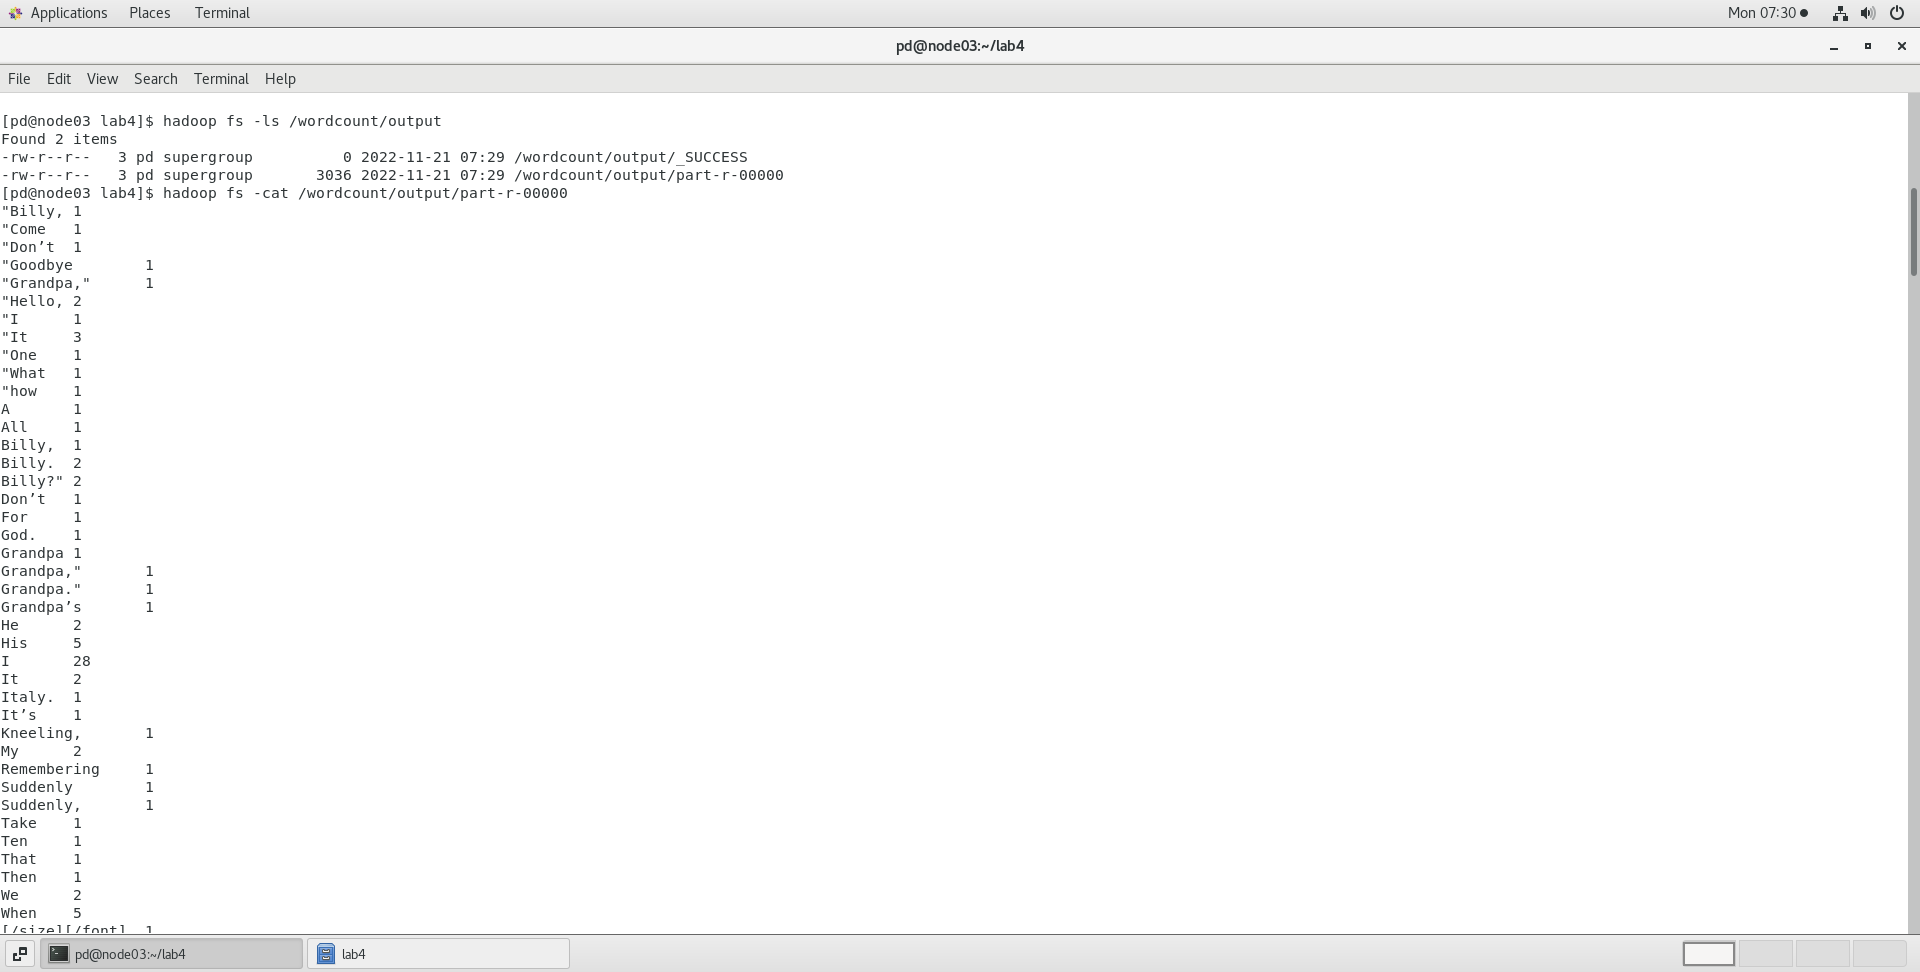 Applications Places Terminal Mon 07:30
pd@node03:~/lab4
File Edit View Search Terminal Help
[pd@node03 lab4]$ hadoop fs -ls /wordcount/output
Found 2 items
-rw-r--r--   3 pd supergroup          0 2022-11-21 07:29 /wordcount/output/_SUCCESS
-rw-r--r--   3 pd supergroup       3036 2022-11-21 07:29 /wordcount/output/part-r-00000
[pd@node03 lab4]$ hadoop fs -cat /wordcount/output/part-r-00000
"Billy, 1
"Come   1
"Don’t  1
"Goodbye        1
"Grandpa,"      1
"Hello, 2
"I      1
"It     3
"One    1
"What   1
"how    1
A       1
All     1
Billy,  1
Billy.  2
Billy?" 2
Don’t   1
For     1
God.    1
Grandpa 1
Grandpa,"       1
Grandpa."       1
Grandpa’s       1
He      2
His     5
I       28
It      2
Italy.  1
It’s    1
Kneeling,       1
My      2
Remembering     1
Suddenly        1
Suddenly,       1
Take    1
Ten     1
That    1
Then    1
We      2
When    5
[/size][/font]  1
pd@node03:~/lab4 lab4